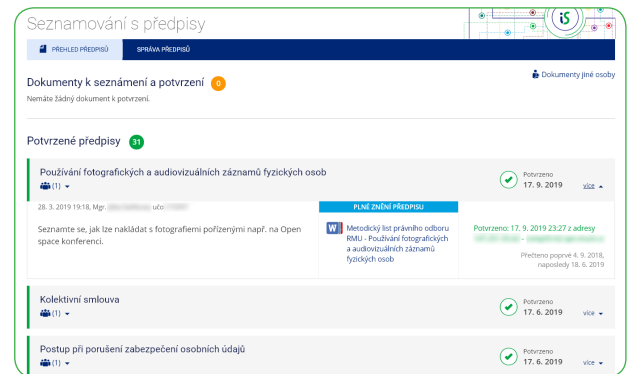 Seznamování s předpisy
iS
PŘEHLED PŘEDPISŮ SPRÁVA PŘEDPISŮ
Dokumenty jiné osoby
Dokumenty k seznámení a potvrzení 0
Nemáte žádný dokument k potvrzení.
Potvrzené předpisy 31
Používání fotografických a audiovizuálních záznamů fyzických osob
(1)
Potvrzeno
17. 9. 2019 více
28. 3. 2019 19:18, Mgr. učo
Seznamte se, jak lze nakládat s fotografiemi pořízenými např. na Open
space konferenci.
PLNÉ ZNĚNÍ PŘEDPISU
W
Metodický list právního odboru
RMU - Používání fotografických
a audiovizuálních záznamů
fyzických osob
Potvrzeno: 17. 9. 2019 23:27 z adresy
Přečteno poprvé 4. 9. 2018,
naposledy 18. 6. 2019
Kolektivní smlouva
(1)
Potvrzeno
17. 6. 2019 více
Postup při porušení zabezpečení osobních údajů
(1)
Potvrzeno
17. 6. 2019 více